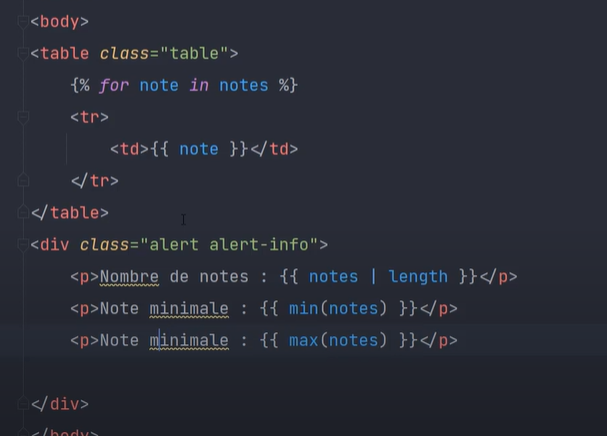 <body>
<table class="table">
{% for note in notes %}
<tr>
<td>{{ note }}</td>
</tr>
</table>
<div class="alert alert-info">
<p>Nombre de notes : {{ notes | length }}</p>
<p>Note minimale : {{ min(notes) }}</p>
<p>Note minimale : {{ max(notes) }}</p>
</div>
</body>